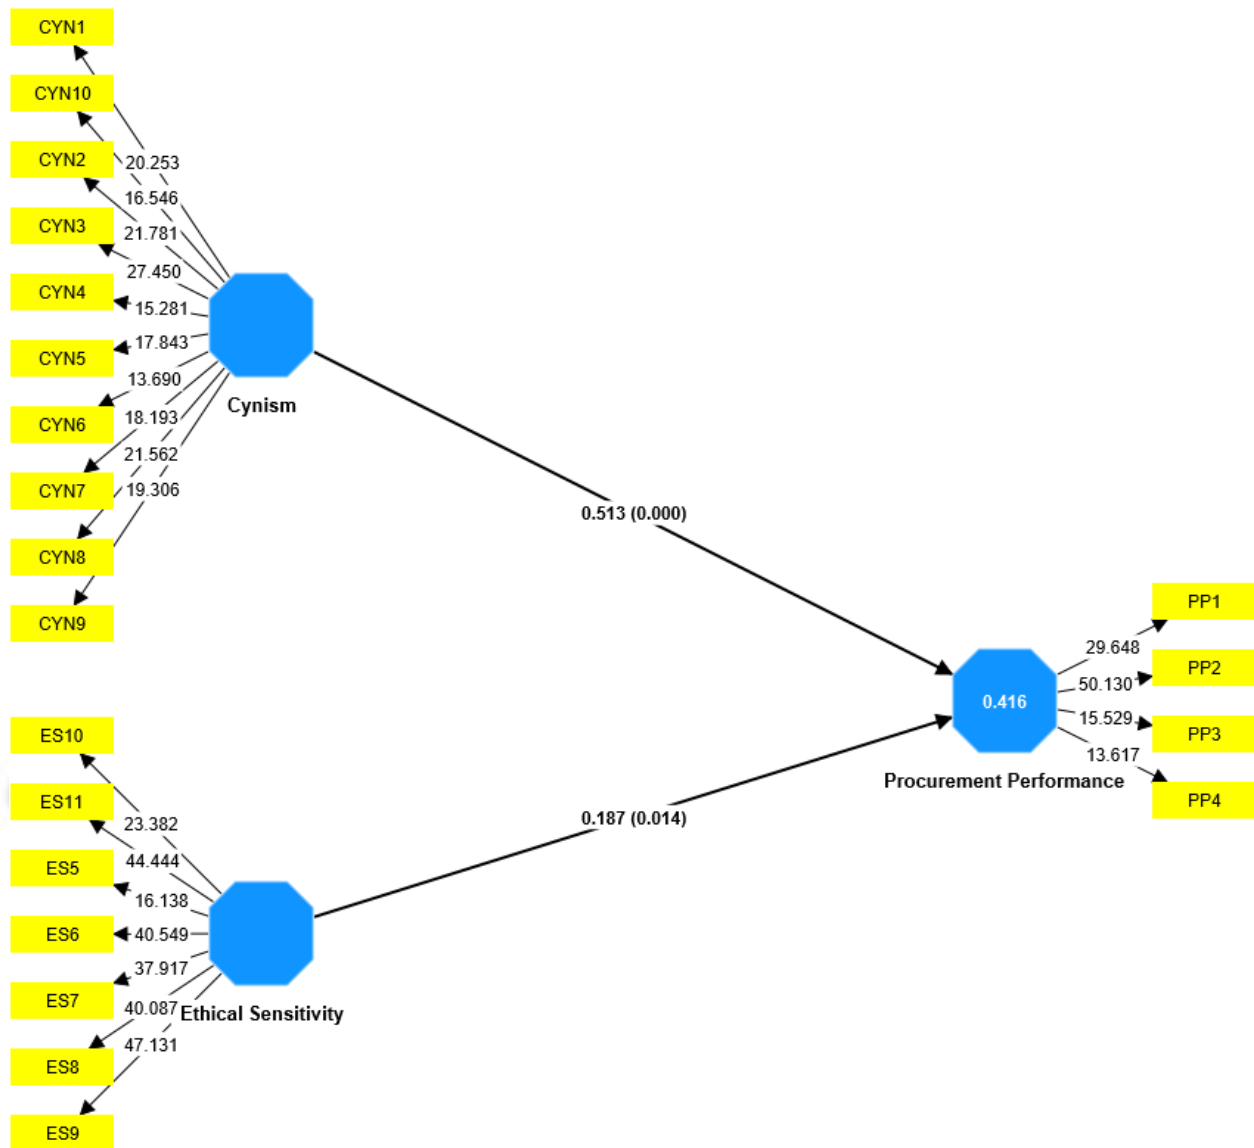 CYN1
CYN10
CYN2
CYN3
CYN4
CYN5
CYN6
CYN7
CYN8
CYN9
20.253
16.546
21.781
27.450
15.281
17.843
13.690
18.193
21.562
19.306
Cynism
0.513 (0.000)
ES10
ES11
ES5
ES6
ES7
ES8
ES9
23.382
44.444
16.138
40.549
37.917
40.087
47.131
Ethical Sensitivity
0.187 (0.014)
0.416
Procurement Performance
29.648
50.130
15.529
13.617
PP1
PP2
PP3
PP4